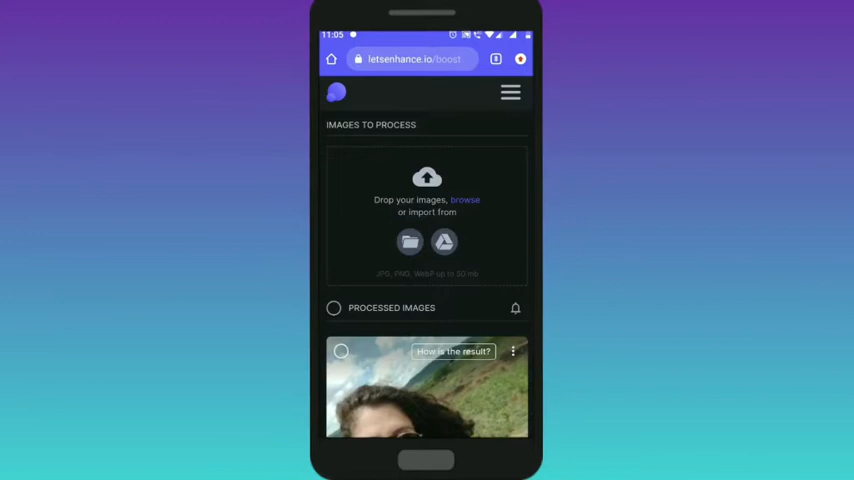 11:05
letsenhance.io/boost
8
IMAGES TO PROCESS
Drop your images, browse
or import from
JPG, PNG, WebP up to 50 mb
PROCESSED IMAGES
How is the result?